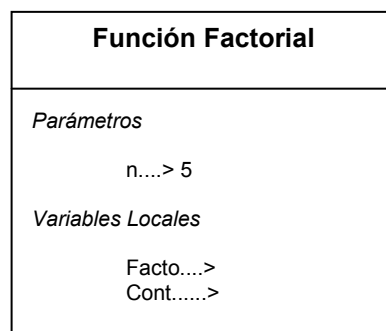 Función Factorial
Parámetros
n....> 5
Variables Locales
Facto....>
Cont......>